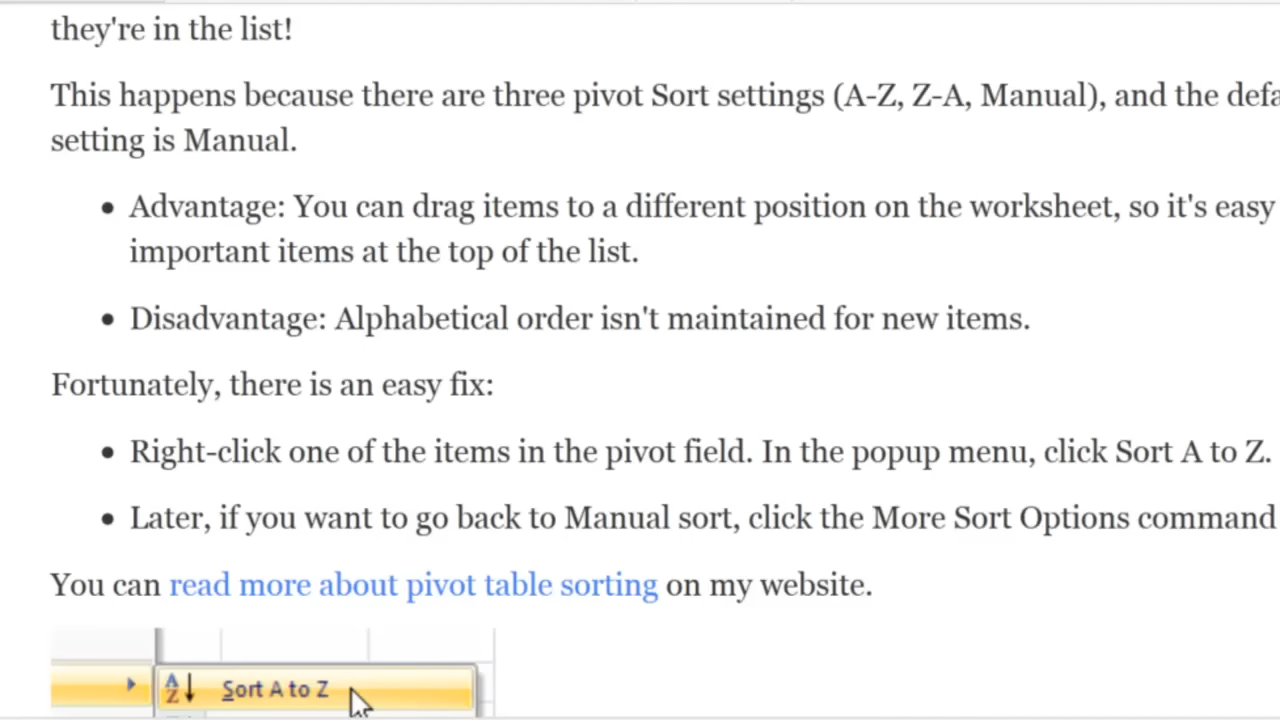 they're in the list!
This happens because there are three pivot Sort settings (A-Z, Z-A, Manual), and the
setting is Manual.
• Advantage: You can drag items to a different position on the worksheet, so it's easy
important items at the top of the list.
• Disadvantage: Alphabetical order isn't maintained for new items.
Fortunately, there is an easy fix:
• Right-click one of the items in the pivot field. In the popup menu, click Sort A to Z.
• Later, if you want to go back to Manual sort, click the More Sort Options command
You can read more about pivot table sorting on my website.
Sort A to Z